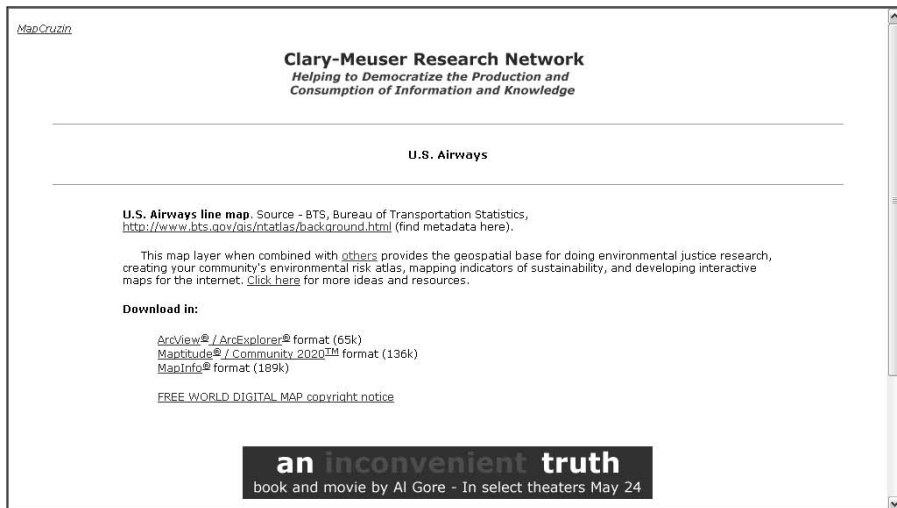 MapCruzin
Clary-Meuser Research Network
Helping to Democratize the Production and
Consumption of Information and Knowledge
U.S. Airways
U.S. Airways line map. Source - BTS, Bureau of Transportation Statistics,
http://www.bts.gov/gis/ntatlas/background.html (find metadata here).
This map layer when combined with others provides the geospatial base for doing environmental justice research,
creating your community's environmental risk atlas, mapping indicators of sustainability, and developing interactive
maps for the internet. Click here for more ideas and resources.
Download in:
ArcView® / ArcExplorer® format (65k)
Maptitude® / Community 2020™ format (136k)
MapInfo® format (189k)
FREE WORLD DIGITAL MAP copyright notice
an inconvenient truth
book and movie by Al Gore - In select theaters May 24